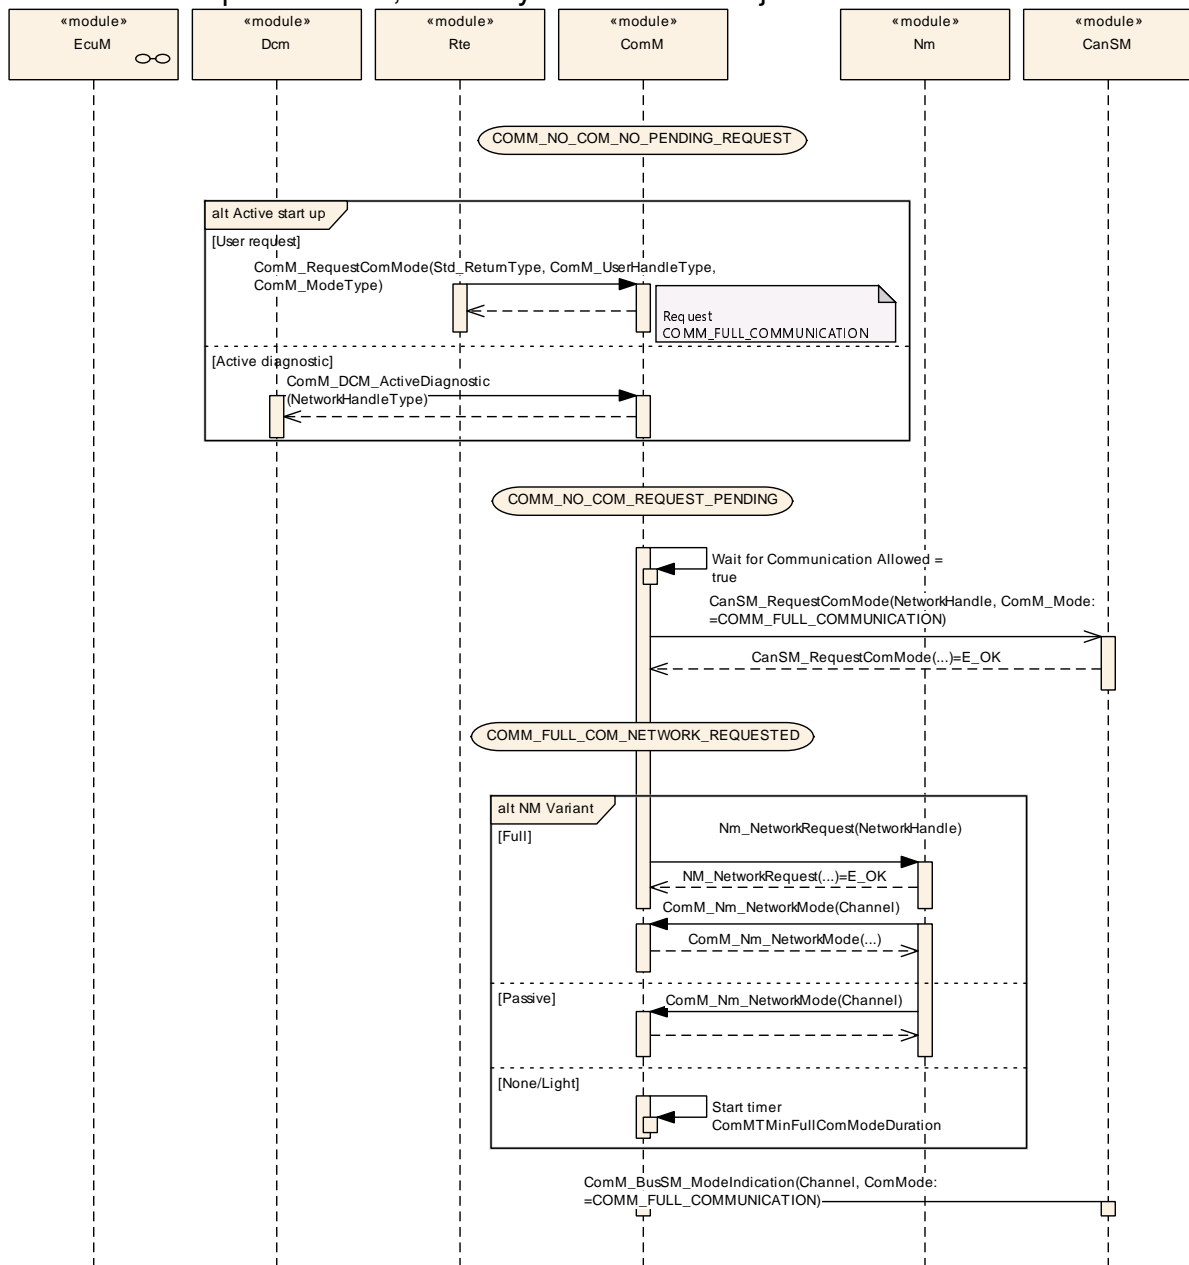 «module»
EcuM
«module»
Dcm
«module»
Rte
«module»
ComM
«module»
Nm
«module»
CanSM
COMM_NO_COM_NO_PENDING_REQUEST
alt Active start up
[User request]
ComM_RequestComMode(Std_ReturnType, ComM_UserHandleType,
ComM_ModeType)
Request
COMM_FULL_COMMUNICATION
[Active diagnostic]
ComM_DCM_ActiveDiagnostic
(NetworkHandleType)
COMM_NO_COM_REQUEST_PENDING
Wait for Communication Allowed =
true
CanSM_RequestComMode(NetworkHandle, ComM_Mode:
=COMM_FULL_COMMUNICATION)
CanSM_RequestComMode(...)=E_OK
COMM_FULL_COM_NETWORK_REQUESTED
alt NM Variant
[Full]
Nm_NetworkRequest(NetworkHandle)
NM_NetworkRequest(...)=E_OK
ComM_Nm_NetworkMode(Channel)
ComM_Nm_NetworkMode(...)
[Passive]
ComM_Nm_NetworkMode(Channel)
[None/Light]
Start timer
ComMTMinFullComModeDuration
ComM_BusSM_ModeIndication(Channel, ComMode:
=COMM_FULL_COMMUNICATION)